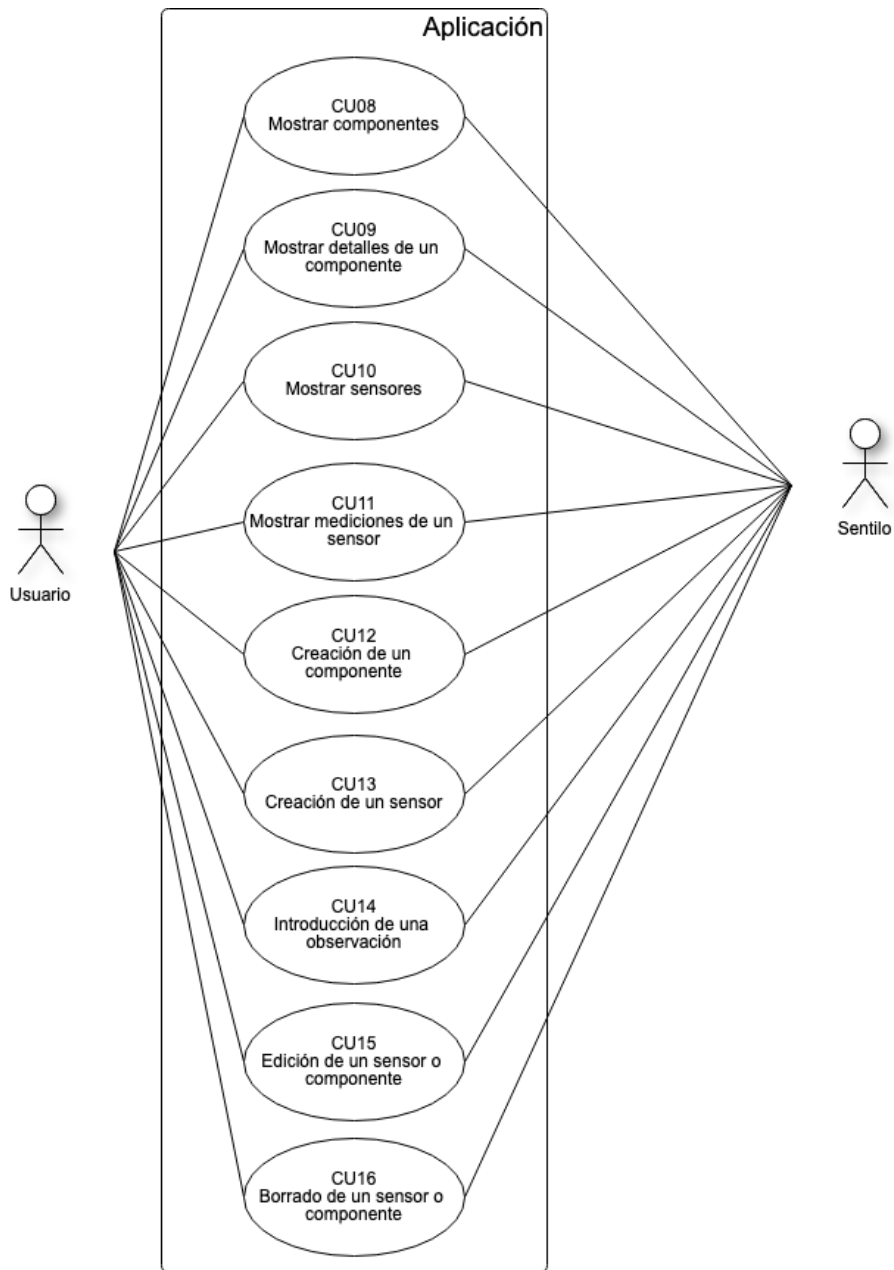 Aplicación
CU08
Mostrar componentes
CU09
Mostrar detalles de un
componente
CU10
Mostrar sensores
CU11
Mostrar mediciones de un
sensor
CU12
Creación de un
componente
CU13
Creación de un sensor
CU14
Introducción de una
observación
CU15
Edición de un sensor o
componente
CU16
Borrado de un sensor o
componente
Usuario
Sentilo